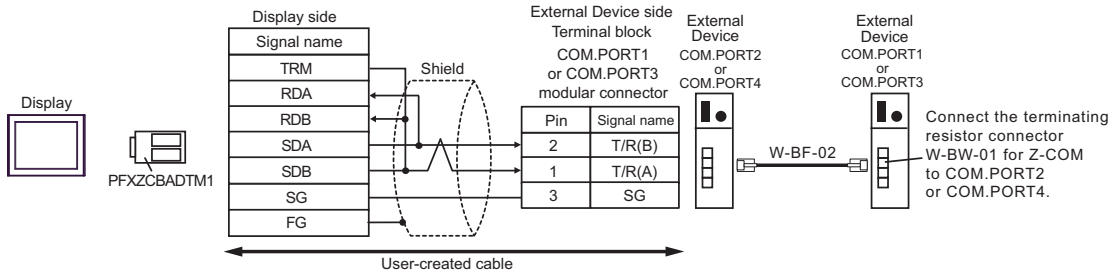 Display
PFXZCBADTM1
Display side
Signal name
TRM
RDA
RDB
SDA
SDB
SG
FG
Shield
User-created cable
External Device side
Terminal block
COM.PORT1
or COM.PORT3
modular connector
Pin Signal name
2 T/R(B)
1 T/R(A)
3 SG
External
Device
COM.PORT2
or
COM.PORT4
W-BF-02
External
Device
COM.PORT1
or
COM.PORT3
Connect the terminating
resistor connector
W-BW-01 for Z-COM
to COM.PORT2
or COM.PORT4.